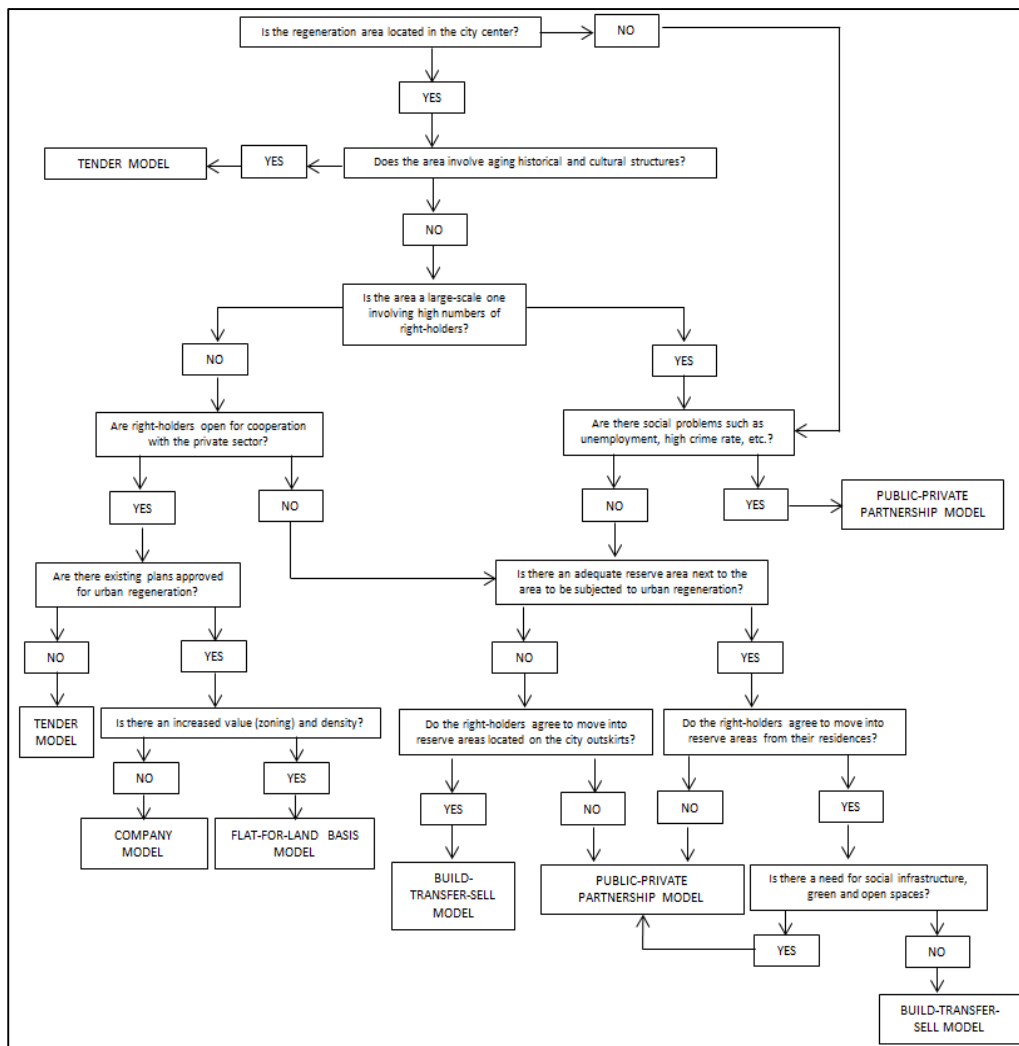 Is the regeneration area located in the city center?
NO
YES
TENDER MODEL
YES
Does the area involve aging historical and cultural structures?
NO
Is the area a large-scale one
involving high numbers of
right-holders?
NO
YES
Are right-holders open for cooperation
with the private sector?
Are there social problems such as
unemployment, high crime rate, etc.?
YES
NO
NO
YES
PUBLIC-PRIVATE
PARTNERSHIP MODEL
Are there existing plans approved
for urban regeneration?
Is there an adequate reserve area next to the
area to be subjected to urban regeneration?
NO
YES
NO
YES
TENDER
MODEL
Is there an increased value (zoning) and density?
Do the right-holders agree to move into
reserve areas located on the city outskirts?
Do the right-holders agree to move into
reserve areas from their residences?
NO
YES
YES
NO
NO
YES
COMPANY
MODEL
FLAT-FOR-LAND BASIS
MODEL
BUILD-
TRANSFER-SELL
MODEL
PUBLIC-PRIVATE
PARTNERSHIP MODEL
Is there a need for social infrastructure,
green and open spaces?
YES
NO
BUILD-TRANSFER-
SELL MODEL